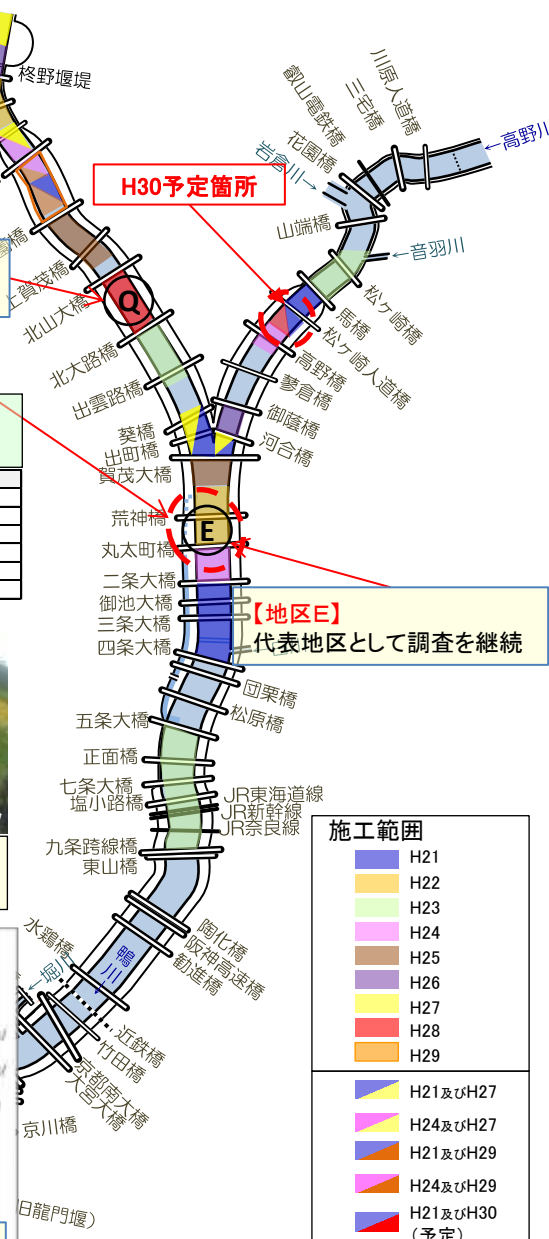 柊野堰堤
川原人道橋
三宅橋
叡山電鉄橋
花園橋
岩倉川→
←高野川
H30予定箇所
山端橋
←音羽川
上賀茂橋
北山大橋
Q
松ヶ崎橋
馬橋
松ヶ崎人道橋
北大路橋
高野橋
出雲路橋
蓼倉橋
御蔭橋
葵橋
出町橋
河合橋
賀茂大橋
荒神橋
E
丸太町橋
二条大橋
御池大橋
三条大橋
四条大橋
【地区E】
代表地区として調査を継続
団栗橋
松原橋
五条大橋
正面橋
七条大橋
塩小路橋
JR東海道線
JR新幹線
JR奈良線
九条跨線橋
東山橋
水鶏橋
陶化橋
阪神高速橋
勧進橋
鴨川
近鉄橋
竹田橋
京都南大橋
大宮大橋
京川橋
旧龍門堰）
施工範囲
H21
H22
H23
H24
H25
H26
H27
H28
H29
H21及びH27
H24及びH27
H21及びH29
H24及びH29
H21及びH30
（予定）